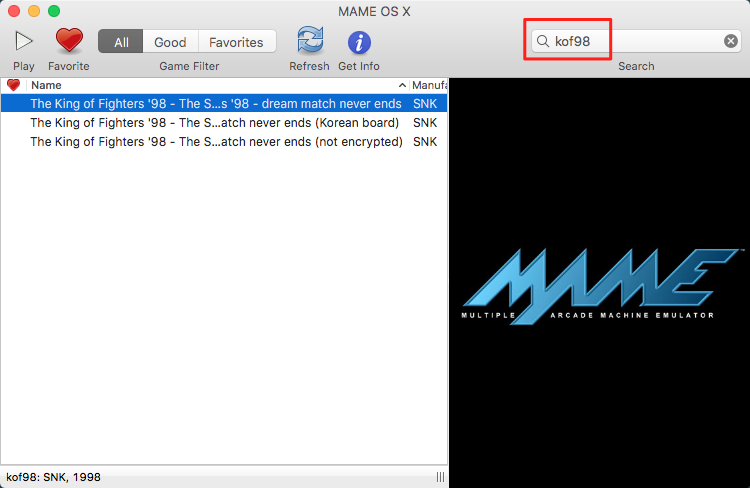 MAME OS X
Play
Favorite
All
Good
Favorites
Game Filter
Refresh
Get Info
kof98
Search
Name
Manufa
The King of Fighters '98 - The S...s '98 - dream match never ends SNK
The King of Fighters '98 - The S...atch never ends (Korean board) SNK
The King of Fighters '98 - The S...atch never ends (not encrypted) SNK
MAME™
MULTIPLE ARCADE MACHINE EMULATOR
kof98: SNK, 1998